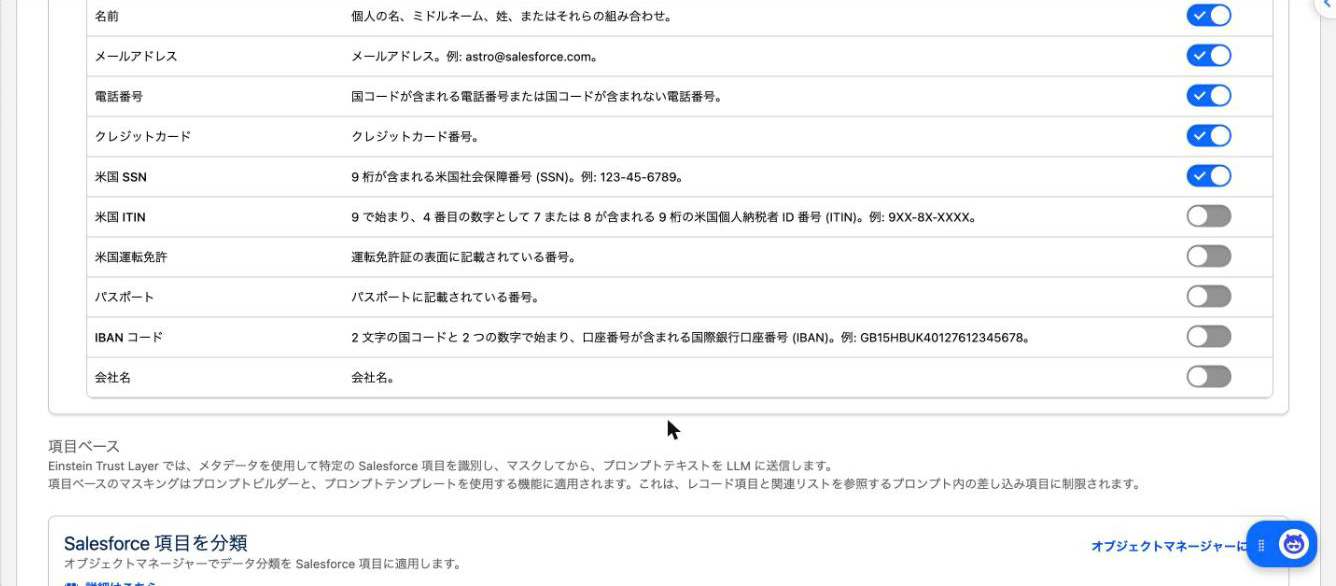 名前 個人の名、ミドルネーム、姓、またはそれらの組み合わせ。
メールアドレス メールアドレス。例: astro@salesforce.com。
電話番号 国コードが含まれる電話番号または国コードが含まれない電話番号。
クレジットカード クレジットカード番号。
米国 SSN 9 桁が含まれる米国社会保障番号 (SSN)。例: 123-45-6789。
米国 ITIN 9 で始まり、4 番目の数字として 7 または 8 が含まれる 9 桁の米国個人納税者 ID 番号 (ITIN)。例: 9XX-8X-XXXX。
米国運転免許 運転免許証の表面に記載されている番号。
パスポート パスポートに記載されている番号。
IBAN コード 2 文字の国コードと 2 つの数字で始まり、口座番号が含まれる国際銀行口座番号 (IBAN)。例: GB15HBUK40127612345678。
会社名 会社名。
項目ベース
Einstein Trust Layer では、メタデータを使用して特定の Salesforce 項目を識別し、マスクしてから、プロンプトテキストを LLM に送信します。
項目ベースのマスキングはプロンプトビルダーと、プロンプトテンプレートを使用する機能に適用されます。これは、レコード項目と関連リストを参照するプロンプト内の差し込み項目に制限されます。
Salesforce 項目を分類
オブジェクトマネージャーに
オブジェクトマネージャーでデータ分類を Salesforce 項目に適用します。